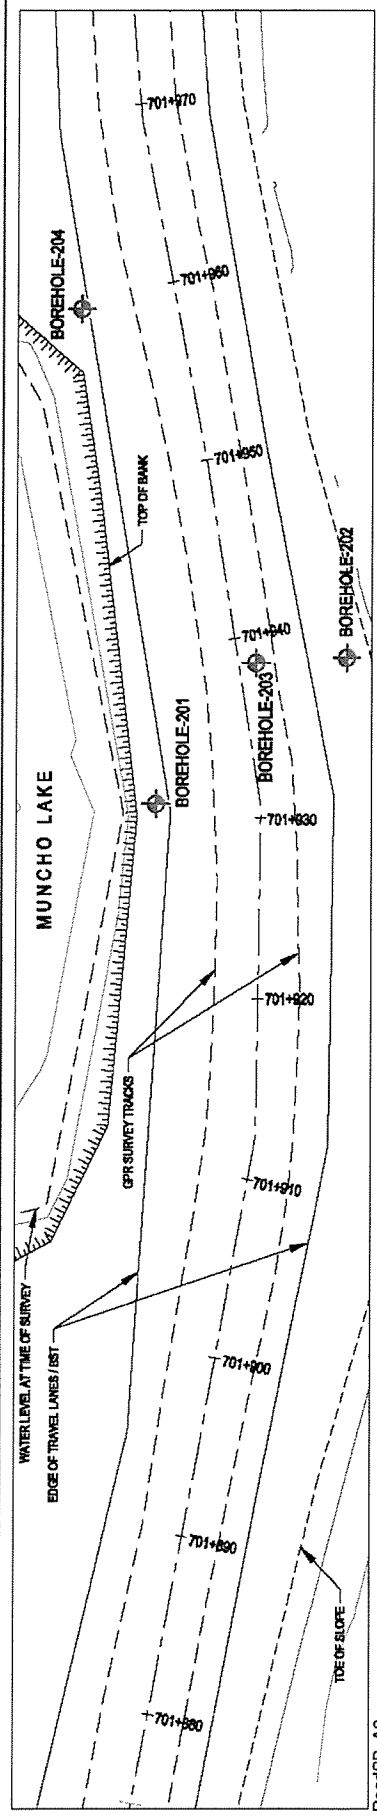 701+970
BOREHOLE-204
701+960
701+950
TOP OF BANK
BOREHOLE-202
701+940
BOREHOLE-203
BOREHOLE-201
MUNCHO LAKE
701+930
701+920
GPR SURVEY TRACKS
701+910
WATER LEVEL AT TIME OF SURVEY
EDGE OF TRAVEL LANES / BST
701+900
701+890
TOE OF SLOPE
701+880